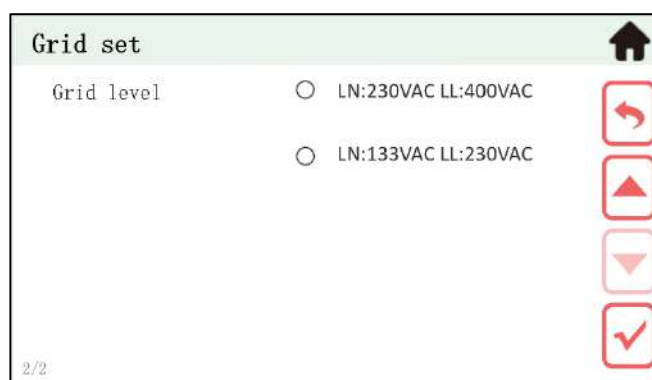 Grid set
Grid level
LN:230VAC LL:400VAC
LN:133VAC LL:230VAC
2/2